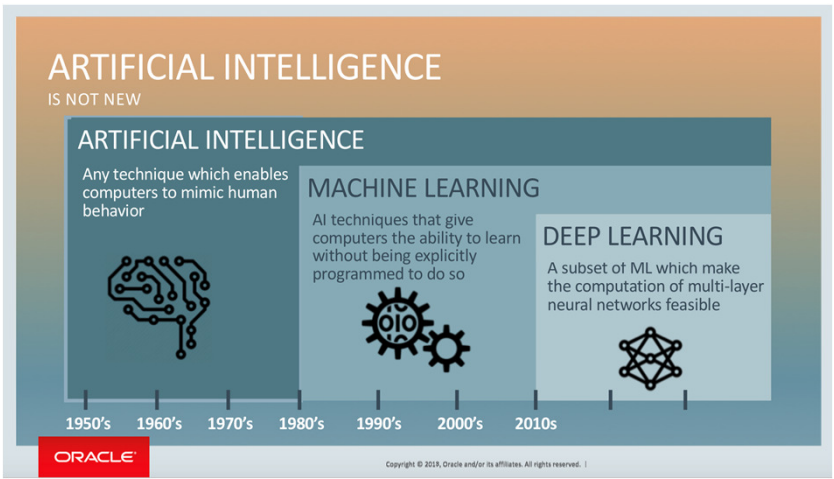 ARTIFICIAL INTELLIGENCE
IS NOT NEW
ARTIFICIAL INTELLIGENCE
Any technique which enables
computers to mimic human
behavior
MACHINE LEARNING
AI techniques that give
computers the ability to learn
without being explicitly
programmed to do so
OIO
DEEP LEARNING
A subset of ML which make
the computation of multi-layer
neural networks feasible
1950's 1960's 1970's 1980's 1990's 2000's 2010s
ORACLE®
Copyright © 2018, Oracle and/or its affiliates. All rights reserved. |